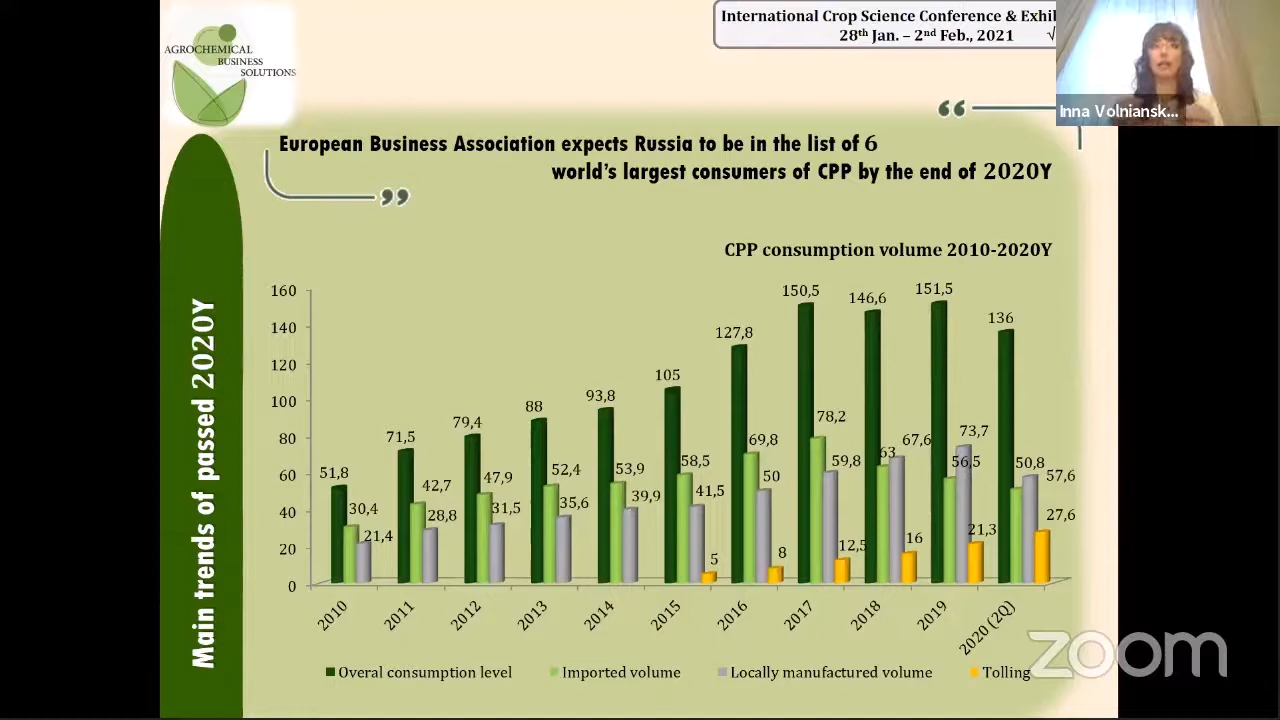 International Crop Science Conference & Exhi
28th Jan. – 2nd Feb., 2021 √
AGROCHEMICAL
BUSINESS
SOLUTIONS
Inna Volniansk...
“
European Business Association expects Russia to be in the list of 6
world’s largest consumers of CPP by the end of 2020Y
”
Main trends of passed 2020Y
CPP consumption volume 2010-2020Y
160
140
120
100
80
60
40
20
0
51,8 30,4 21,4
71,5 42,7 28,8
79,4 47,9 31,5
88 52,4 35,6
93,8 53,9 39,9
105 58,5 41,5 5
127,8 69,8 50 8
150,5 78,2 59,8 12,5
146,6 63 67,6 16
151,5 56,5 73,7 21,3
136 50,8 57,6 27,6
2010 2011 2012 2013 2014 2015 2016 2017 2018 2019 2020 (2Q)
Overal consumption level Imported volume Locally manufactured volume Tolling
zoom